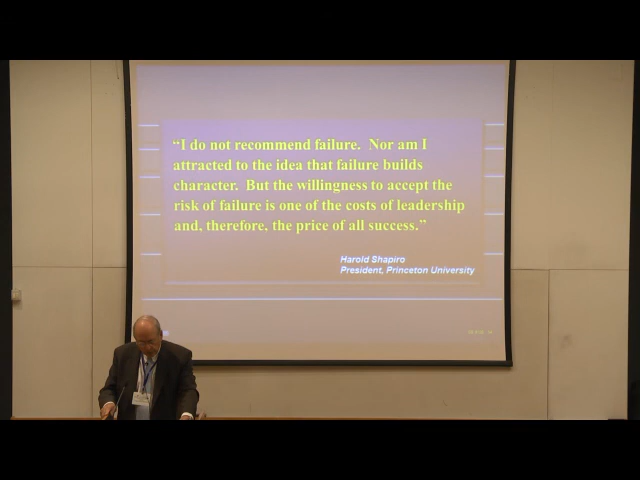 “I do not recommend failure.  Nor am I
attracted to the idea that failure builds
character.  But the willingness to accept the
risk of failure is one of the costs of leadership
and, therefore, the price of all success.”
Harold Shapiro
President, Princeton University